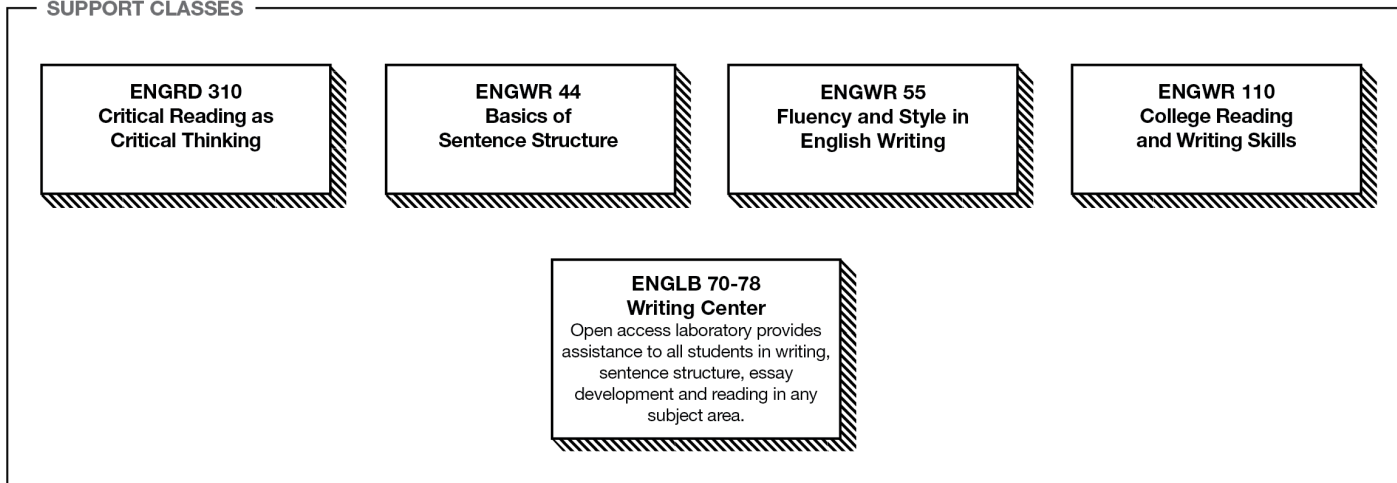 SUPPORT CLASSES
ENGRD 310
Critical Reading as
Critical Thinking
ENGWR 44
Basics of
Sentence Structure
ENGWR 55
Fluency and Style in
English Writing
ENGWR 110
College Reading
and Writing Skills
ENGLB 70-78
Writing Center
Open access laboratory provides
assistance to all students in writing,
sentence structure, essay
development and reading in any
subject area.